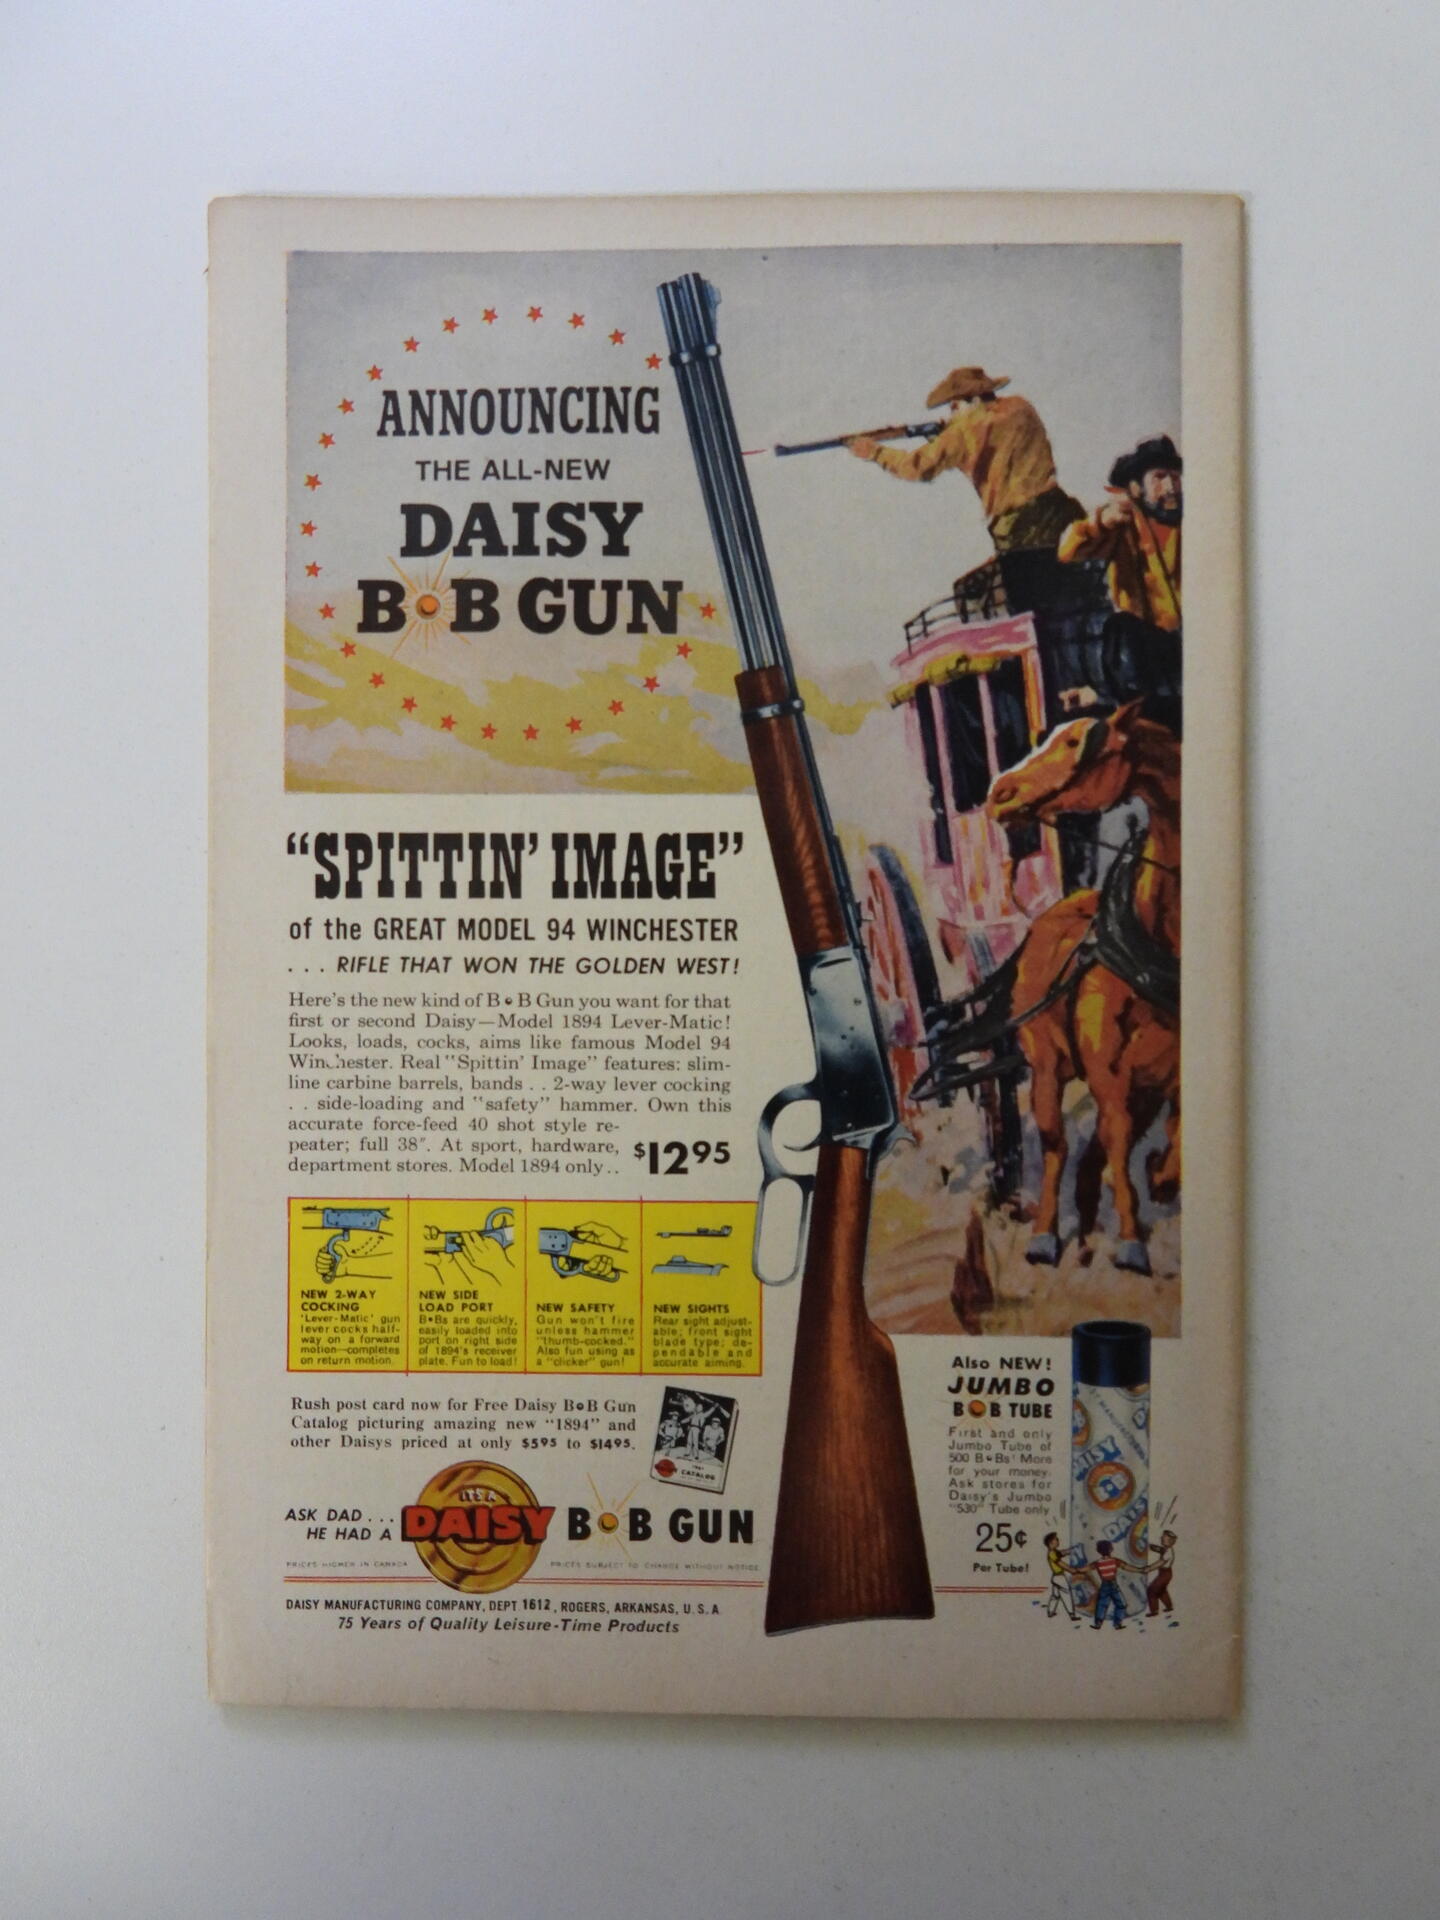 ANNOUNCING
THE ALL-NEW
DAISY
B•B GUN
“SPITTIN’ IMAGE”
of the GREAT MODEL 94 WINCHESTER
. . . RIFLE THAT WON THE GOLDEN WEST!
Here's the new kind of B•B Gun you want for that
first or second Daisy—Model 1894 Lever-Matic!
Looks, loads, cocks, aims like famous Model 94
Winchester. Real "Spittin' Image" features: slim-
line carbine barrels, bands . . 2-way lever cocking
. . side-loading and "safety" hammer. Own this
accurate force-feed 40 shot style re-
peater; full 38". At sport, hardware,
department stores. Model 1894 only..
$1295
NEW 2-WAY
COCKING
'Lever-Matic' gun
lever cocks half-
way on a forward
motion—completes
on return motion.
NEW SIDE
LOAD PORT
B•Bs are quickly,
easily loaded into
port on right side
of 1894's receiver
plate. Fun to load!
NEW SAFETY
Gun won't fire
unless hammer
"thumb-cocked."
Also fun using as
a "clicker" gun!
NEW SIGHTS
Rear sight adjust-
able; front sight
blade type; de-
pendable and
accurate aiming.
Rush post card now for Free Daisy B•B Gun
Catalog picturing amazing new "1894" and
other Daisys priced at only $595 to $1495.
CATALOG
ASK DAD . . .
HE HAD A
IT'S A
DAISY
B•B GUN
PRICES HIGHER IN CANADA
PRICES SUBJECT TO CHANGE WITHOUT NOTICE
DAISY MANUFACTURING COMPANY, DEPT 1612, ROGERS, ARKANSAS, U. S. A.
75 Years of Quality Leisure-Time Products
Also NEW!
JUMBO
B•B TUBE
First and only
Jumbo Tube of
500 B•Bs! More
for your money.
Ask stores for
Daisy's Jumbo
"530" Tube only
25¢
Per Tube!
DAISY
DAISY